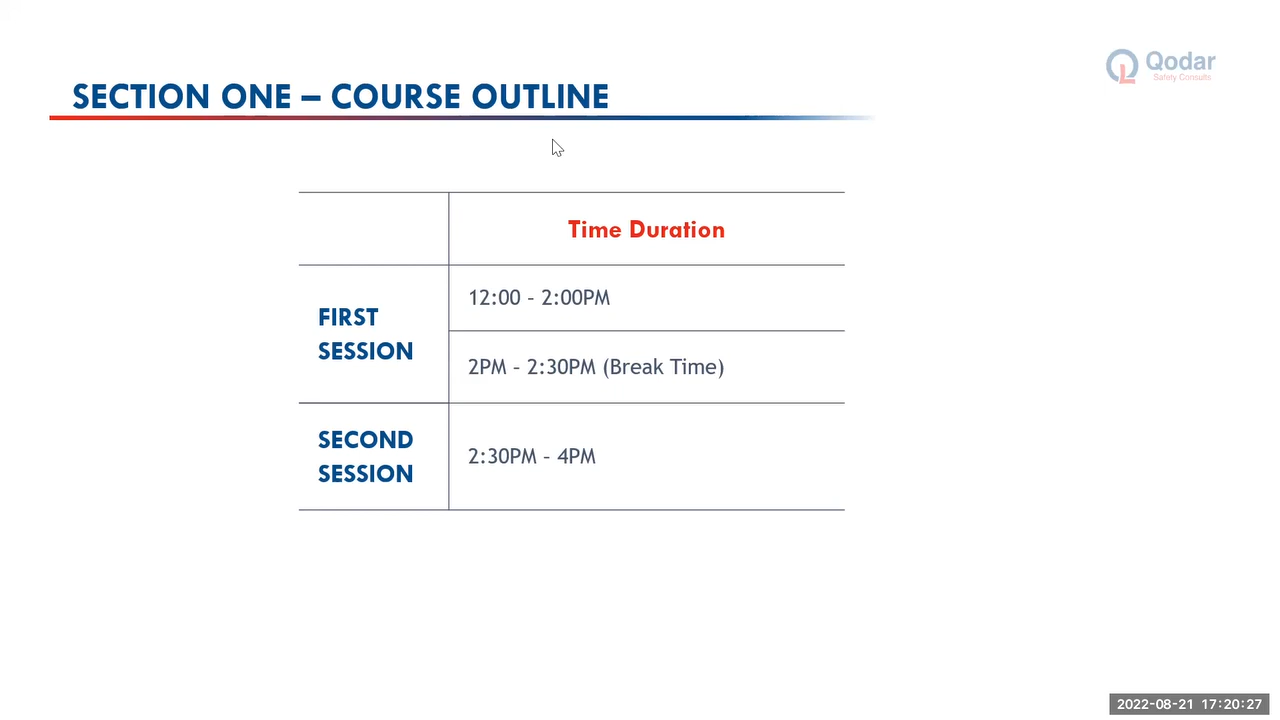 Qodar
Safety Consults
SECTION ONE – COURSE OUTLINE
Time Duration
FIRST
SESSION
12:00 – 2:00PM
2PM – 2:30PM (Break Time)
SECOND
SESSION
2:30PM – 4PM
2022-08-21 17:20:27